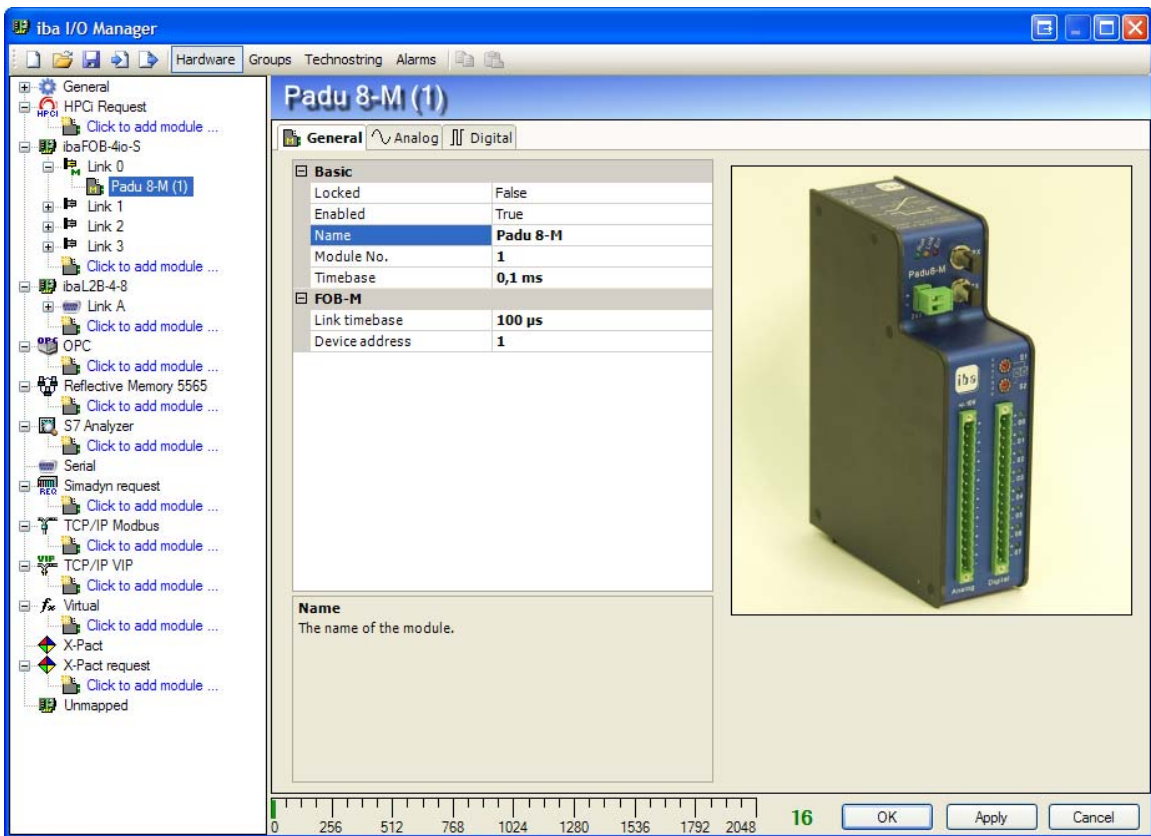 iba I/O Manager
Hardware Groups Technostring Alarms
General
HPCi Request
Click to add module ...
ibaFOB-4io-S
Link 0
Padu 8-M (1)
Link 1
Link 2
Link 3
Click to add module ...
ibaL2B-4-8
Link A
Click to add module ...
OPC
Click to add module ...
Reflective Memory 5565
Click to add module ...
S7 Analyzer
Click to add module ...
Serial
Simadyn request
Click to add module ...
TCP/IP Modbus
Click to add module ...
TCP/IP VIP
Click to add module ...
Virtual
Click to add module ...
X-Pact
X-Pact request
Click to add module ...
Unmapped
Padu 8-M (1)
General Analog Digital
Basic
Locked False
Enabled True
Name Padu 8-M
Module No. 1
Timebase 0,1 ms
FOB-M
Link timebase 100 µs
Device address 1
Name
The name of the module.
iba
S1
S2
Analog Digital
0 256 512 768 1024 1280 1536 1792 2048
16 OK Apply Cancel